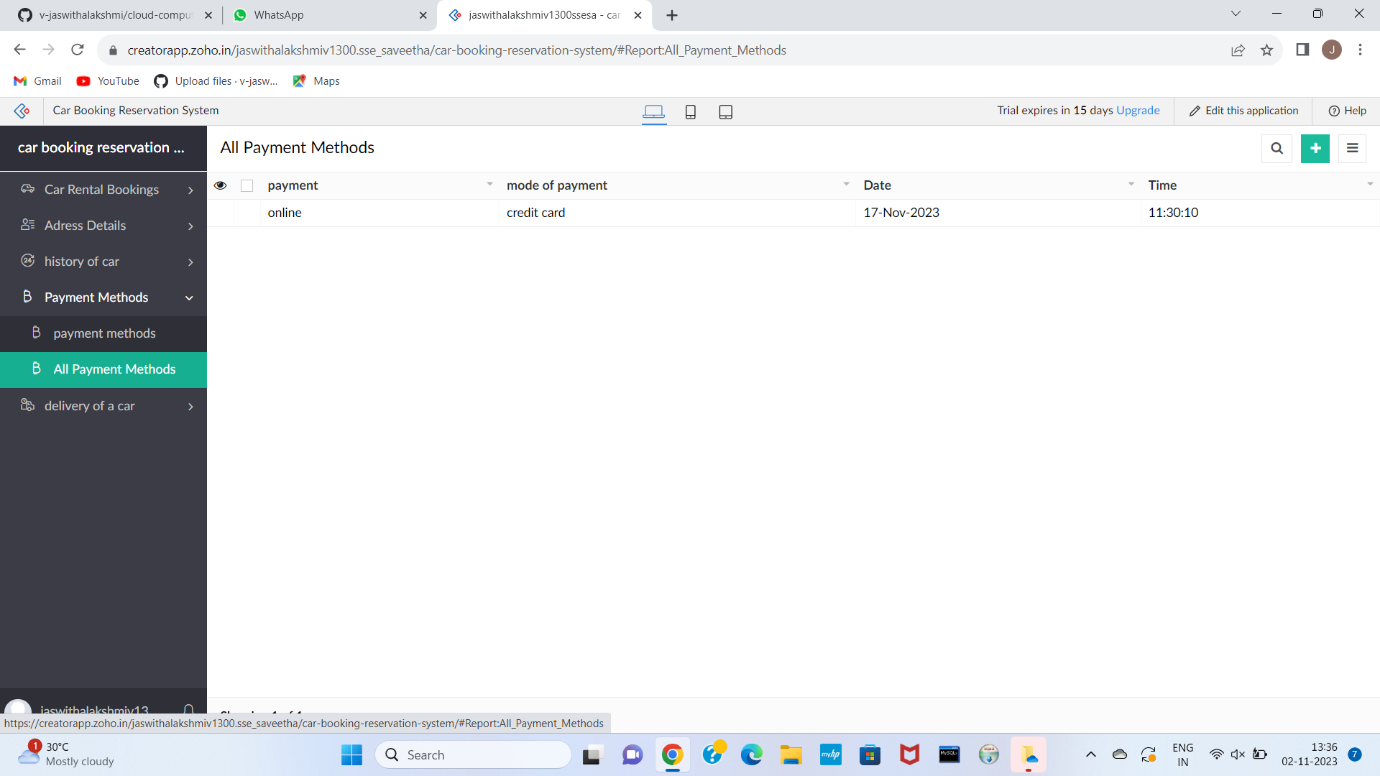 v-jaswithalakshmi/cloud-compu
WhatsApp
jaswithalakshmiv1300ssesa - car
creatorapp.zoho.in/jaswithalakshmiv1300.sse_saveetha/car-booking-reservation-system/#Report:All_Payment_Methods
J
Gmail
YouTube
Upload files · v-jasw...
Maps
Car Booking Reservation System
Trial expires in 15 days Upgrade
Edit this application
Help
car booking reservation ...
All Payment Methods
Car Rental Bookings
Adress Details
history of car
Payment Methods
payment methods
All Payment Methods
delivery of a car
payment mode of payment Date Time
online credit card 17-Nov-2023 11:30:10
jaswithalakshmiv13
https://creatorapp.zoho.in/jaswithalakshmiv1300.sse_saveetha/car-booking-reservation-system/#Report:All_Payment_Methods
1
30°C
Mostly cloudy
Search
ENG
IN
13:36
02-11-2023
7